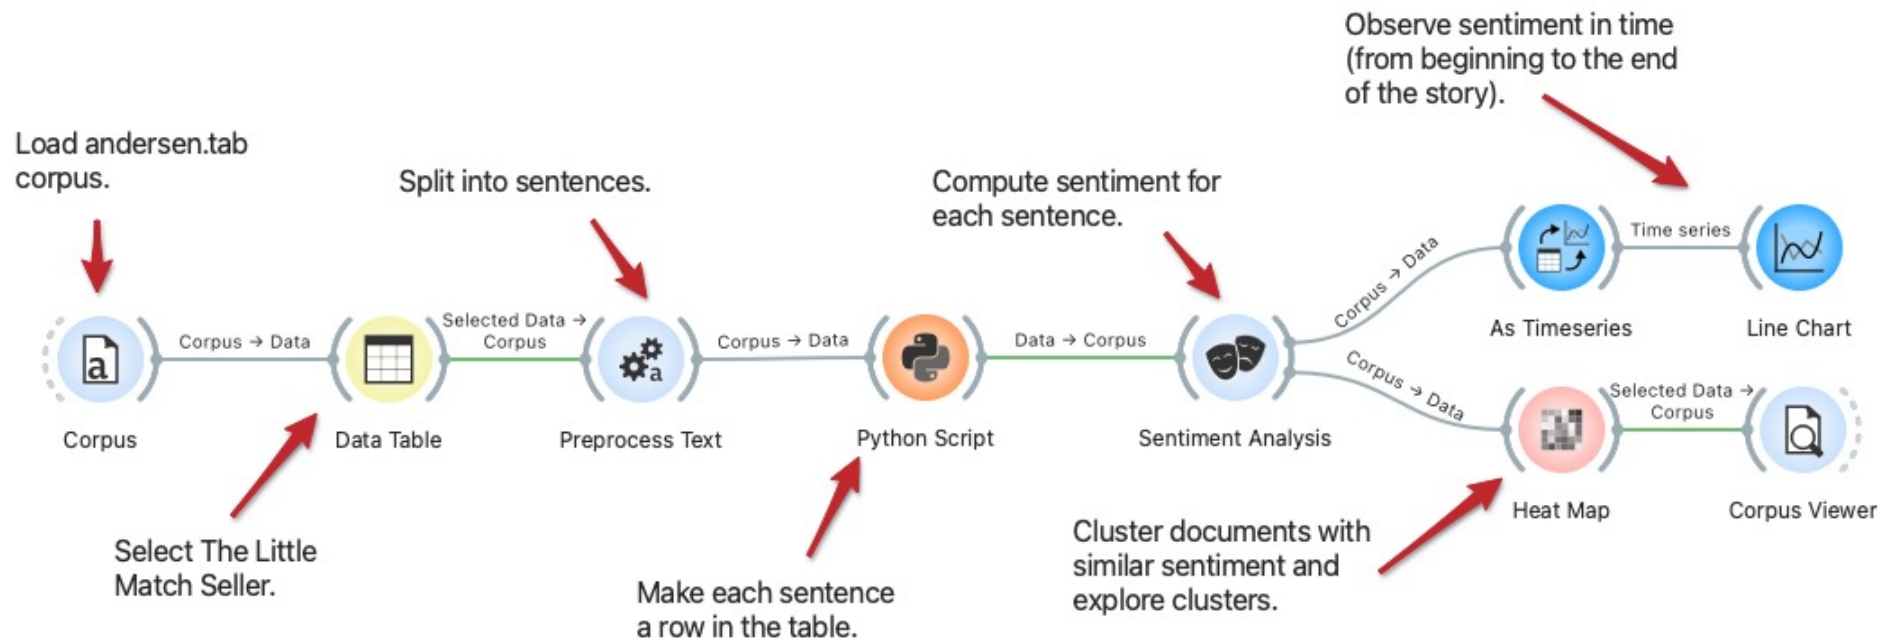 Observe sentiment in time
(from beginning to the end
of the story).
Load andersen.tab
corpus.
Split into sentences.
Compute sentiment for
each sentence.
Corpus → Data
Selected Data →
Corpus
Corpus → Data
Data → Corpus
Corpus → Data
Time series
As Timeseries
Line Chart
Corpus → Data
Selected Data →
Corpus
a
a
Corpus
Data Table
Preprocess Text
Python Script
Sentiment Analysis
Heat Map
Corpus Viewer
Select The Little
Match Seller.
Make each sentence
a row in the table.
Cluster documents with
similar sentiment and
explore clusters.